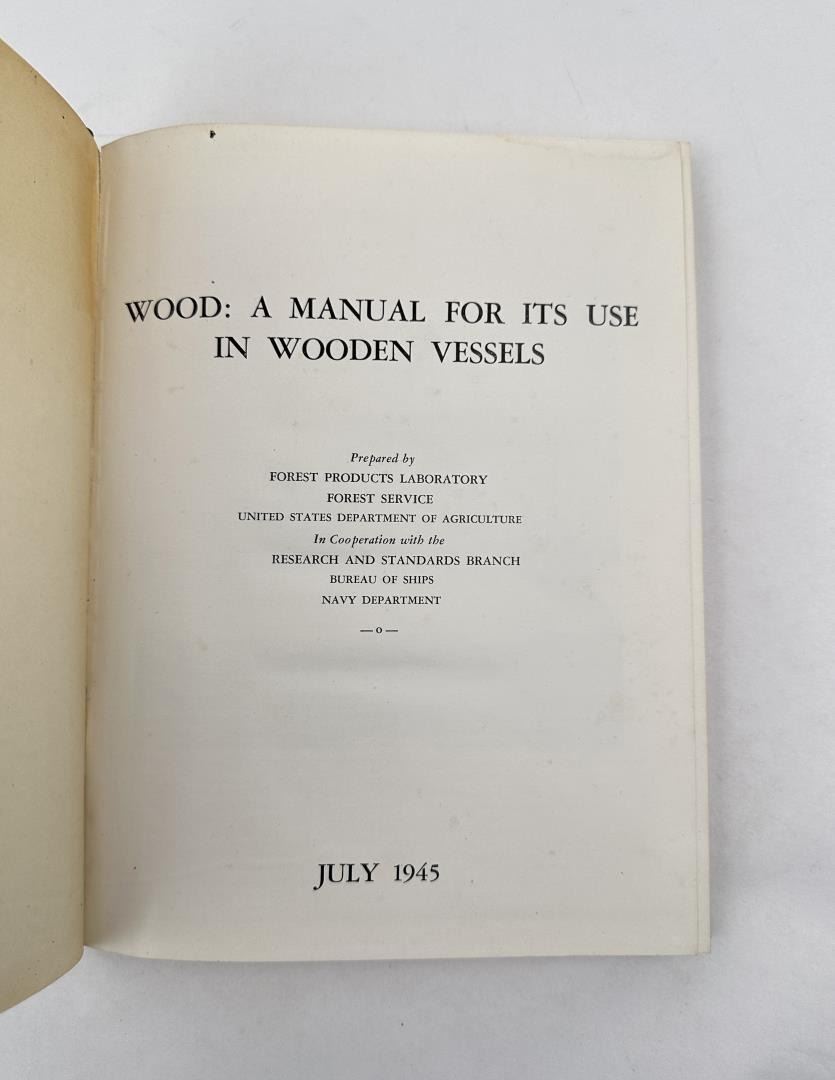 WOOD: A MANUAL FOR ITS USE
IN WOODEN VESSELS
Prepared by
FOREST PRODUCTS LABORATORY
FOREST SERVICE
UNITED STATES DEPARTMENT OF AGRICULTURE
In Cooperation with the
RESEARCH AND STANDARDS BRANCH
BUREAU OF SHIPS
NAVY DEPARTMENT
—o—
JULY 1945